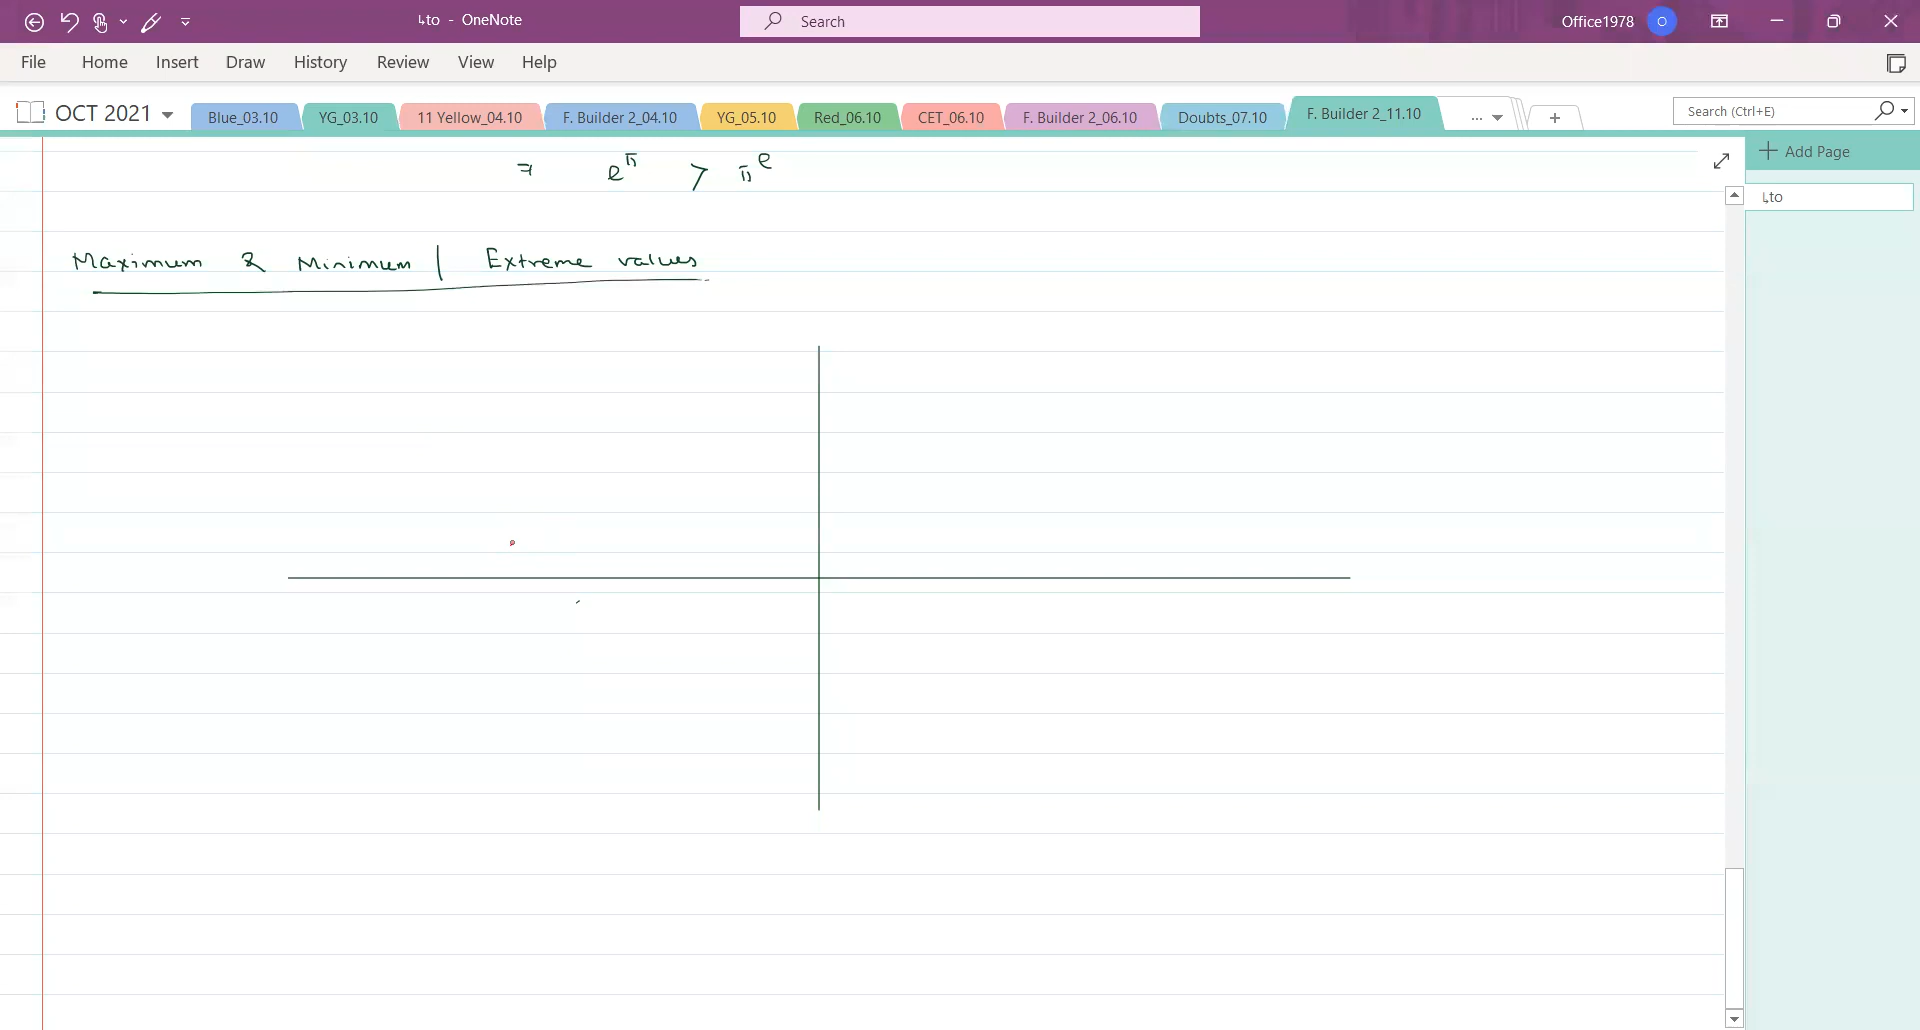 ↳to - OneNote
Search
Office1978
O
File Home Insert Draw History Review View Help
OCT 2021
Blue_03.10 YG_03.10 11 Yellow_04.10 F. Builder 2_04.10 YG_05.10 Red_06.10 CET_06.10 F. Builder 2_06.10 Doubts_07.10 F. Builder 2_11.10 ... +
Search (Ctrl+E)
Add Page
↳to
⇒ e^π > π^e
Maximum & Minimum | Extreme values